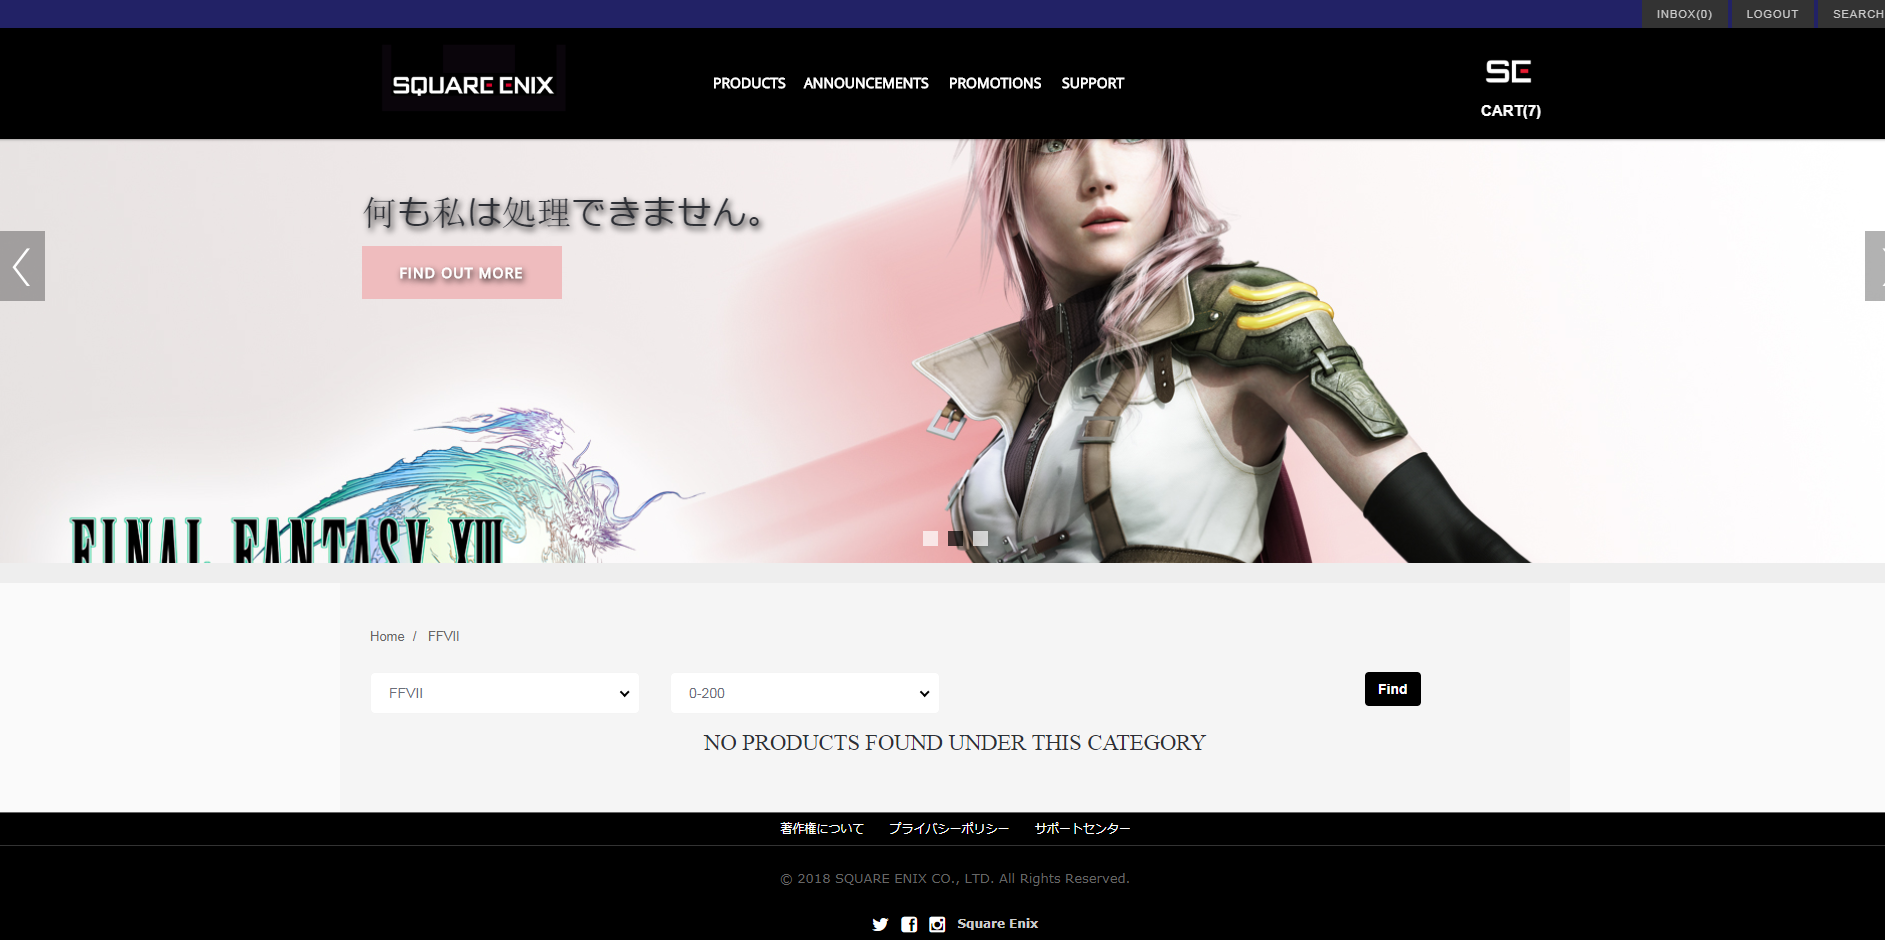 INBOX(0) LOGOUT SEARCH
SQUARE ENIX
PRODUCTS ANNOUNCEMENTS PROMOTIONS SUPPORT
SE
CART(7)
何も私は処理できません。
FIND OUT MORE
FINAL FANTASY XIII
Home / FFVII
FFVII
0-200
Find
NO PRODUCTS FOUND UNDER THIS CATEGORY
著作権について プライバシーポリシー サポートセンター
© 2018 SQUARE ENIX CO., LTD. All Rights Reserved.
Square Enix